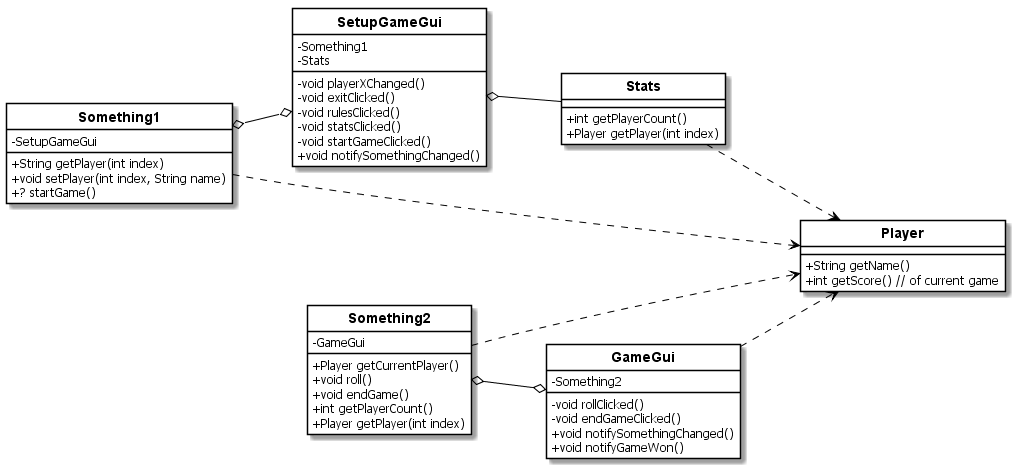 SetupGameGui
-Something1
-Stats
-void playerXChanged()
-void exitClicked()
-void rulesClicked()
-void statsClicked()
-void startGameClicked()
+void notifySomethingChanged()
Stats
+int getPlayerCount()
+Player getPlayer(int index)
Something1
-SetupGameGui
+String getPlayer(int index)
+void setPlayer(int index, String name)
+? startGame()
Player
+String getName()
+int getScore() // of current game
Something2
-GameGui
+Player getCurrentPlayer()
+void roll()
+void endGame()
+int getPlayerCount()
+Player getPlayer(int index)
GameGui
-Something2
-void rollClicked()
-void endGameClicked()
+void notifySomethingChanged()
+void notifyGameWon()